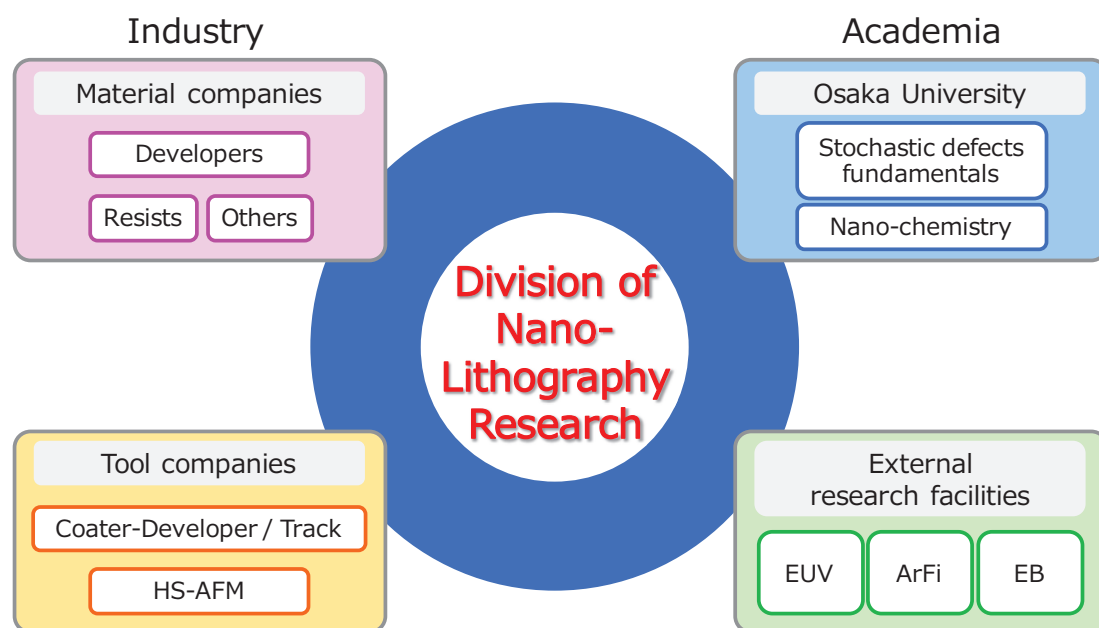 Industry
Academia
Material companies
Developers
Resists
Others
Osaka University
Stochastic defects
fundamentals
Nano-chemistry
Division of
Nano-
Lithography
Research
Tool companies
Coater-Developer / Track
HS-AFM
External
research facilities
EUV
ArFi
EB